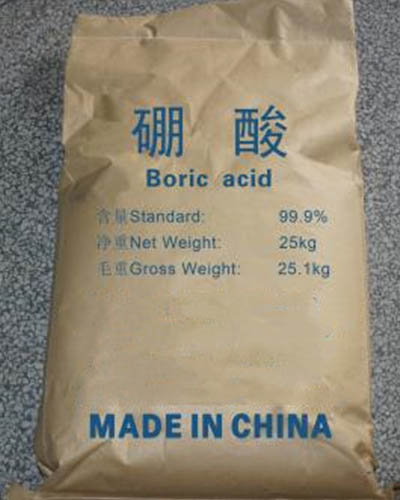 硼 酸
Boric acid
含量Standard: 99.9%
净重Net Weight: 25kg
毛重Gross Weight: 25.1kg
MADE IN CHINA